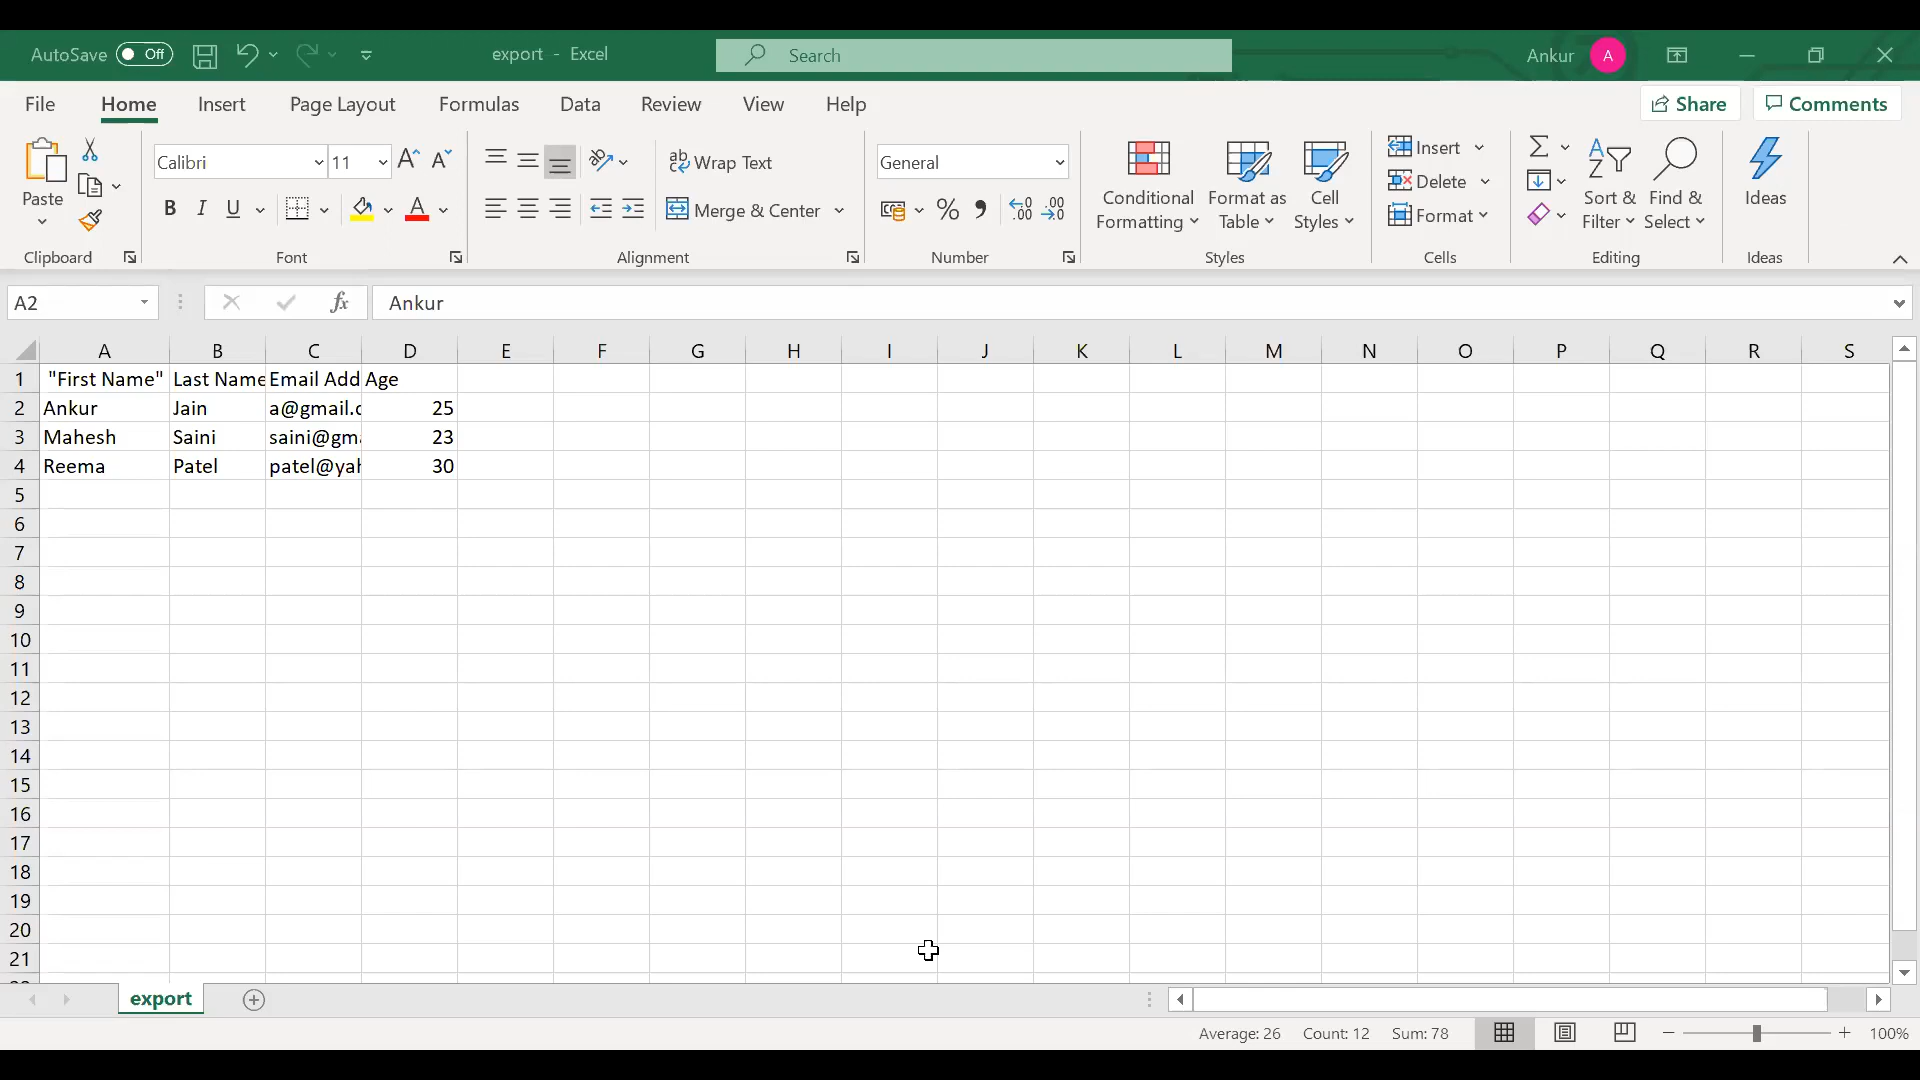 AutoSave Off export - Excel Search Ankur A
File Home Insert Page Layout Formulas Data Review View Help Share Comments
Paste
Calibri 11
B I U
ab Wrap Text
Merge & Center
General
% 
Conditional Formatting
Format as Table
Cell Styles
Insert
Delete
Format
Sort & Filter
Find & Select
Ideas
Clipboard Font Alignment Number Styles Cells Editing Ideas
A2 fx Ankur
A B C D E F G H I J K L M N O P Q R S
1 "First Name" Last Name Email Add Age
2 Ankur Jain a@gmail.c 25
3 Mahesh Saini saini@gma 23
4 Reema Patel patel@yah 30
5
6
7
8
9
10
11
12
13
14
15
16
17
18
19
20
21
export
Average: 26 Count: 12 Sum: 78 100%